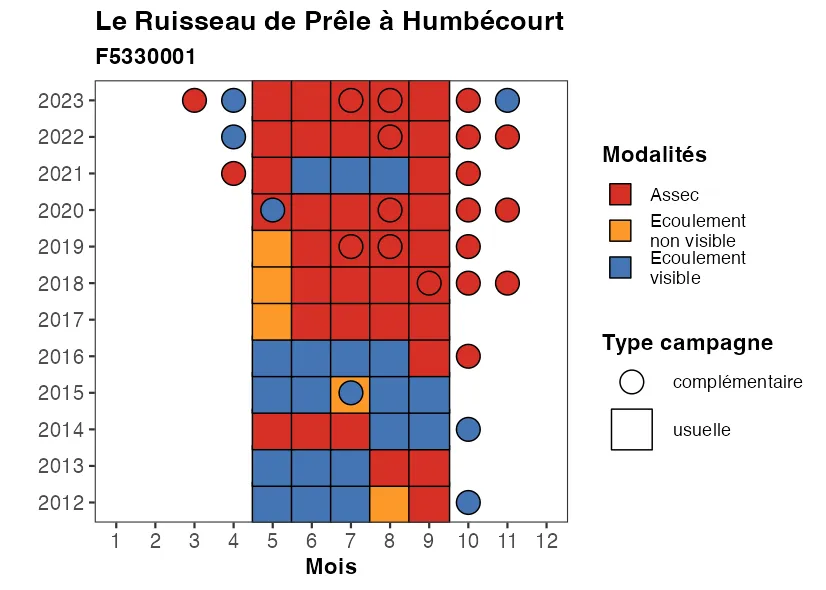 Le Ruisseau de Prêle à Humbécourt
F5330001
2023
2022
2021
2020
2019
2018
2017
2016
2015
2014
2013
2012
1 2 3 4 5 6 7 8 9 10 11 12
Mois
Modalités
Assec
Ecoulement
non visible
Ecoulement
visible
Type campagne
complémentaire
usuelle